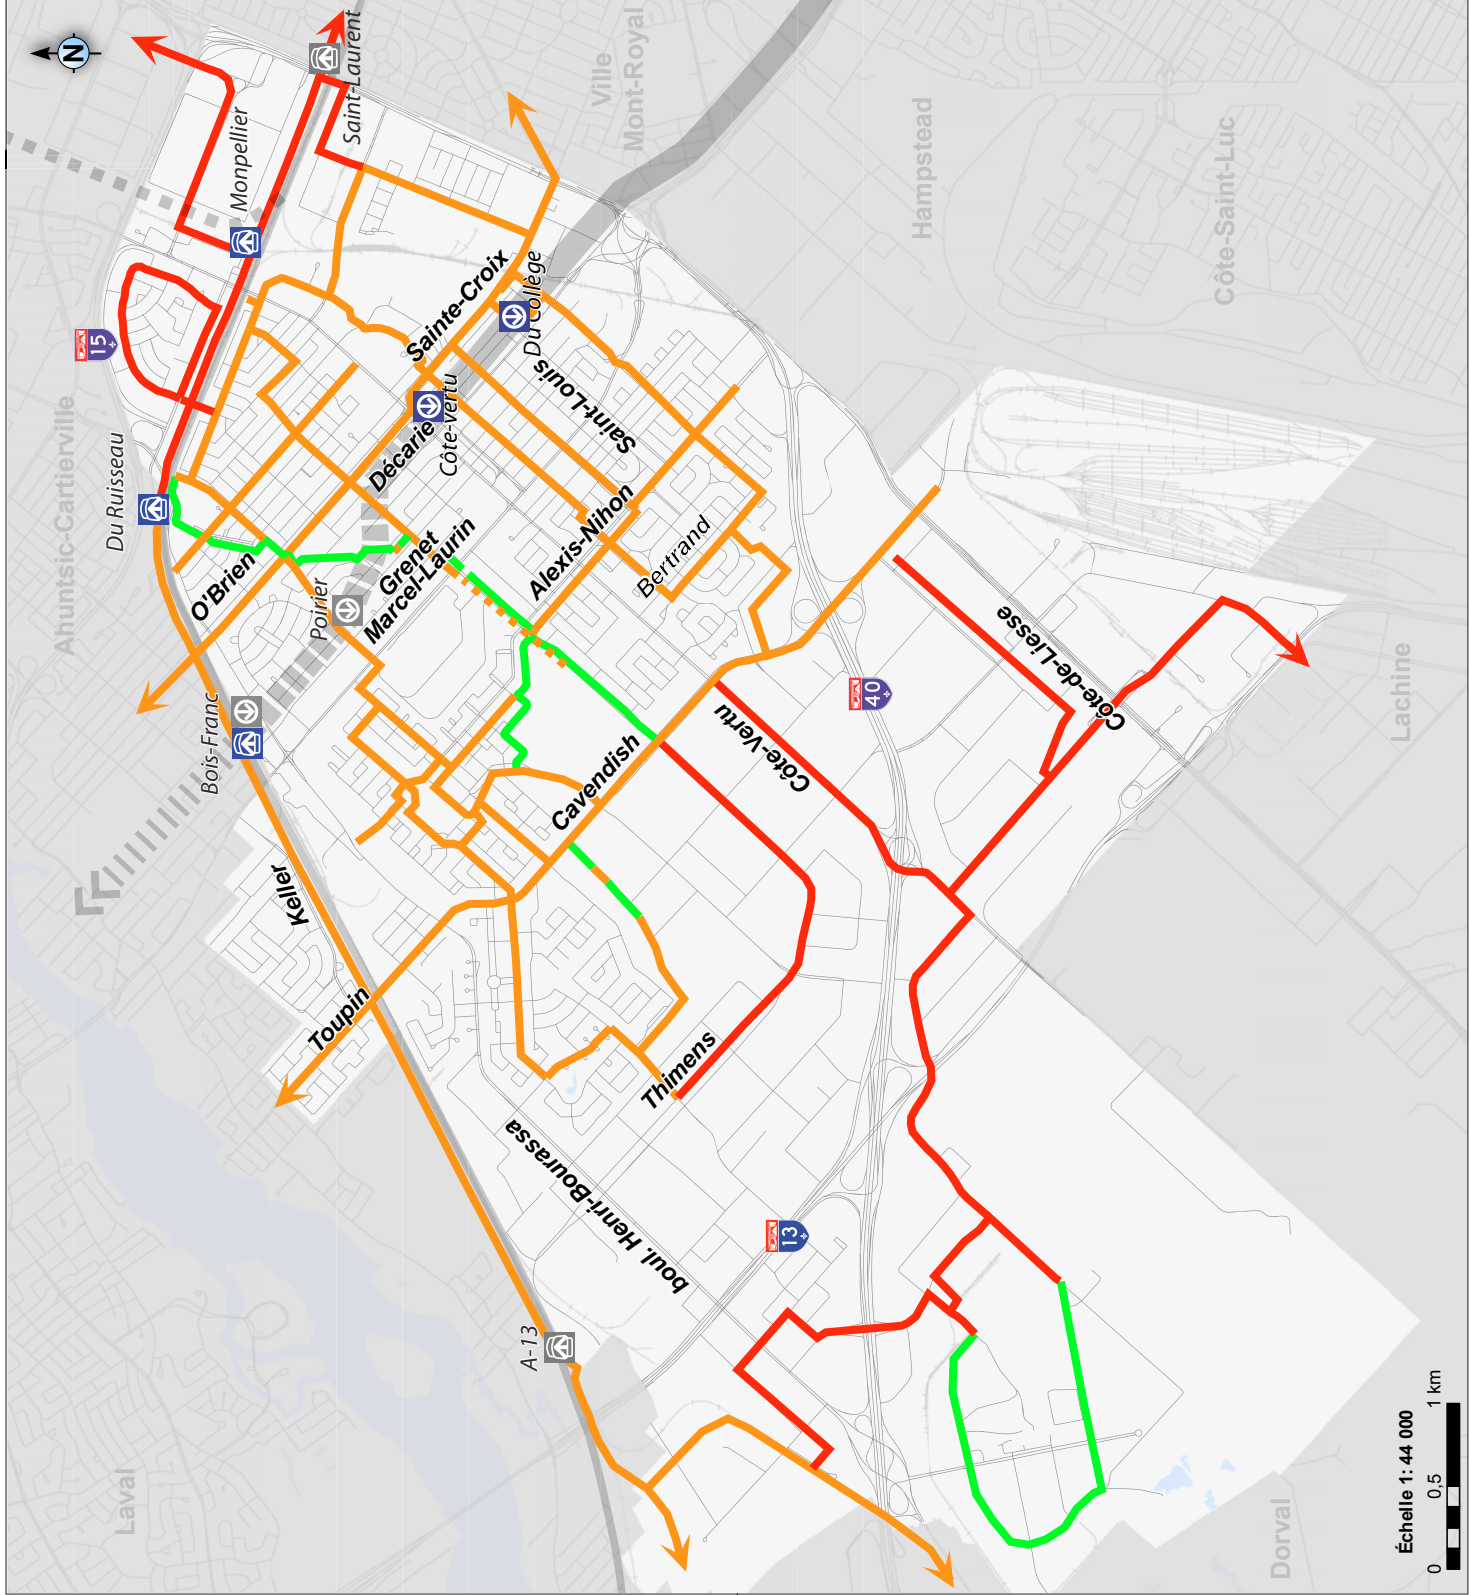 N
Saint-Laurent
Monpellier
Ville
Mont-Royal
Hampstead
Côte-Saint-Luc
15
Ahuntsic-Cartierville
Du Ruisseau
Sainte-Croix
Du Collège
Côte-vertu
Décarie
Saint-Louis
O'Brien
Poirier
Grenet
Marcel-Laurin
Alexis-Nihon
Bertrand
Bois-Franc
Cavendish
Côte-Vertu
40
Côte-de-Liesse
Lachine
Keller
Toupin
Thimens
boul. Henri-Bourassa
13
A-13
Laval
Dorval
Échelle 1: 44 000
0 0,5 1 km